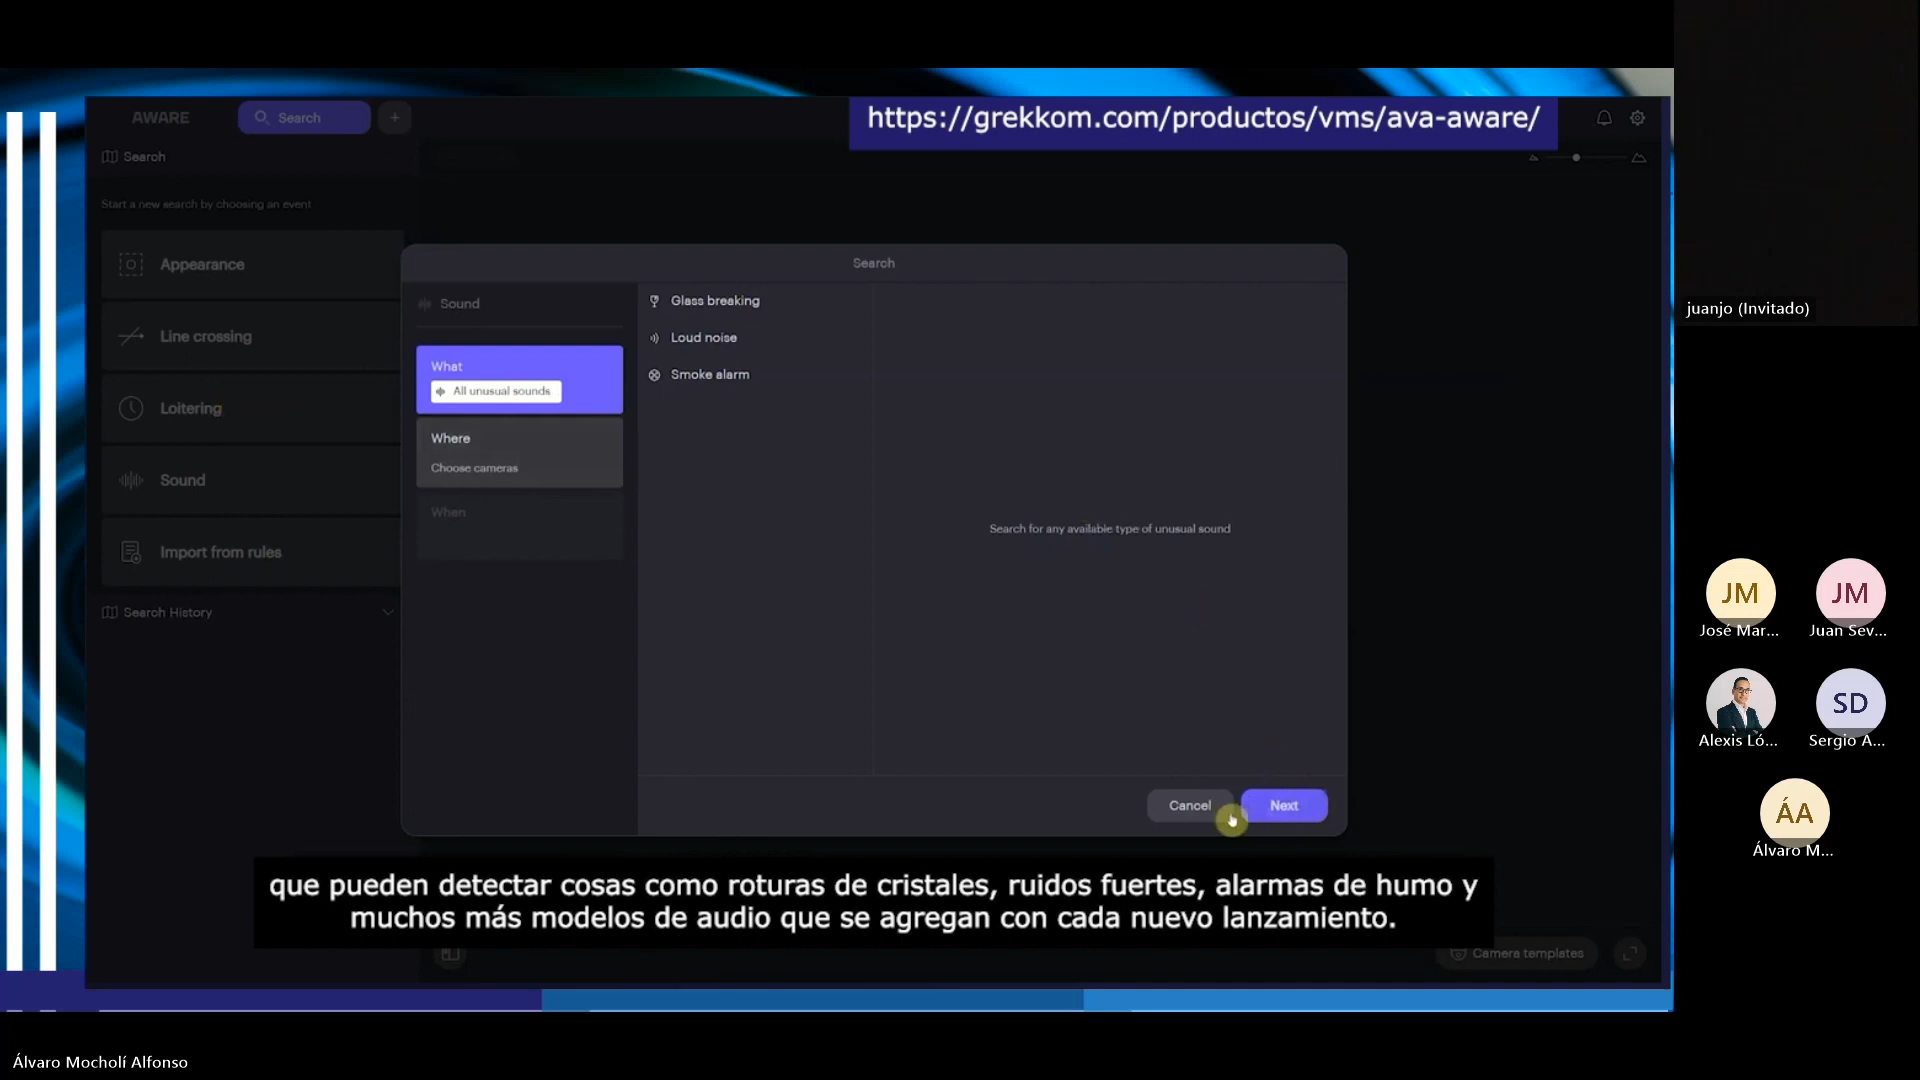 AWARE
Search
+
https://grekkom.com/productos/vms/ava-aware/
Search
Start a new search by choosing an event
Appearance
Line crossing
Loitering
Sound
Import from rules
Search History
Search
Sound
What
All unusual sounds
Where
Choose cameras
When
Glass breaking
Loud noise
Smoke alarm
Search for any available type of unusual sound
Cancel
Next
que pueden detectar cosas como roturas de cristales, ruidos fuertes, alarmas de humo y
muchos más modelos de audio que se agregan con cada nuevo lanzamiento.
Camera templates
juanjo (Invitado)
JM
José Mar...
JM
Juan Sev...
Alexis Ló...
SD
Sergio A...
ÁA
Álvaro M...
Álvaro Mocholí Alfonso